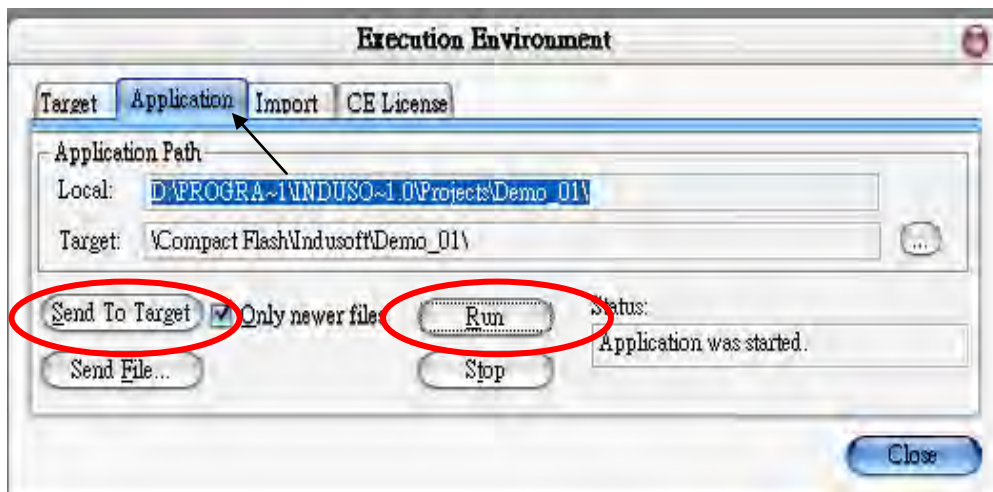 Execution Environment
Target Application Import CE License
Application Path
Local: D:\PROGRA~1\INDUSO~1.0\Projects\Demo_01\
Target: \Compact Flash\Indusoft\Demo_01\ ...
Send To Target Only newer files Run Status:
Application was started.
Send File... Stop
Close